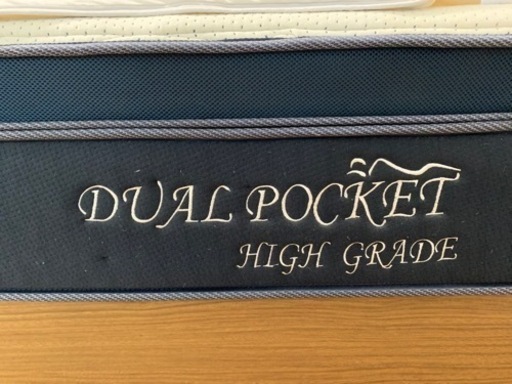 DUAL POCKET
HIGH GRADE